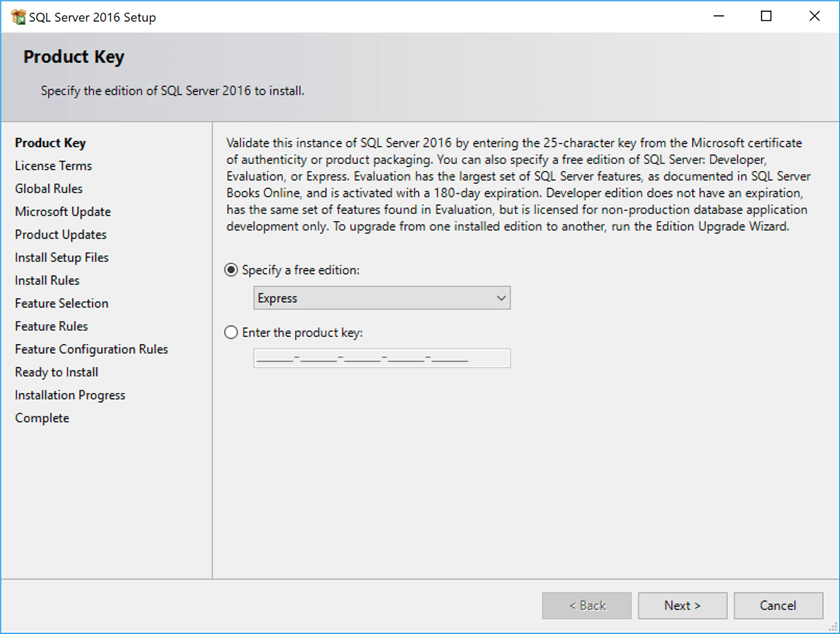 SQL Server 2016 Setup
Product Key
Specify the edition of SQL Server 2016 to install.
Product Key
License Terms
Global Rules
Microsoft Update
Product Updates
Install Setup Files
Install Rules
Feature Selection
Feature Rules
Feature Configuration Rules
Ready to Install
Installation Progress
Complete
Validate this instance of SQL Server 2016 by entering the 25-character key from the Microsoft certificate
of authenticity or product packaging. You can also specify a free edition of SQL Server: Developer,
Evaluation, or Express. Evaluation has the largest set of SQL Server features, as documented in SQL Server
Books Online, and is activated with a 180-day expiration. Developer edition does not have an expiration,
has the same set of features found in Evaluation, but is licensed for non-production database application
development only. To upgrade from one installed edition to another, run the Edition Upgrade Wizard.
Specify a free edition:
Express
Enter the product key:
_____-_____-_____-_____-_____
< Back
Next >
Cancel